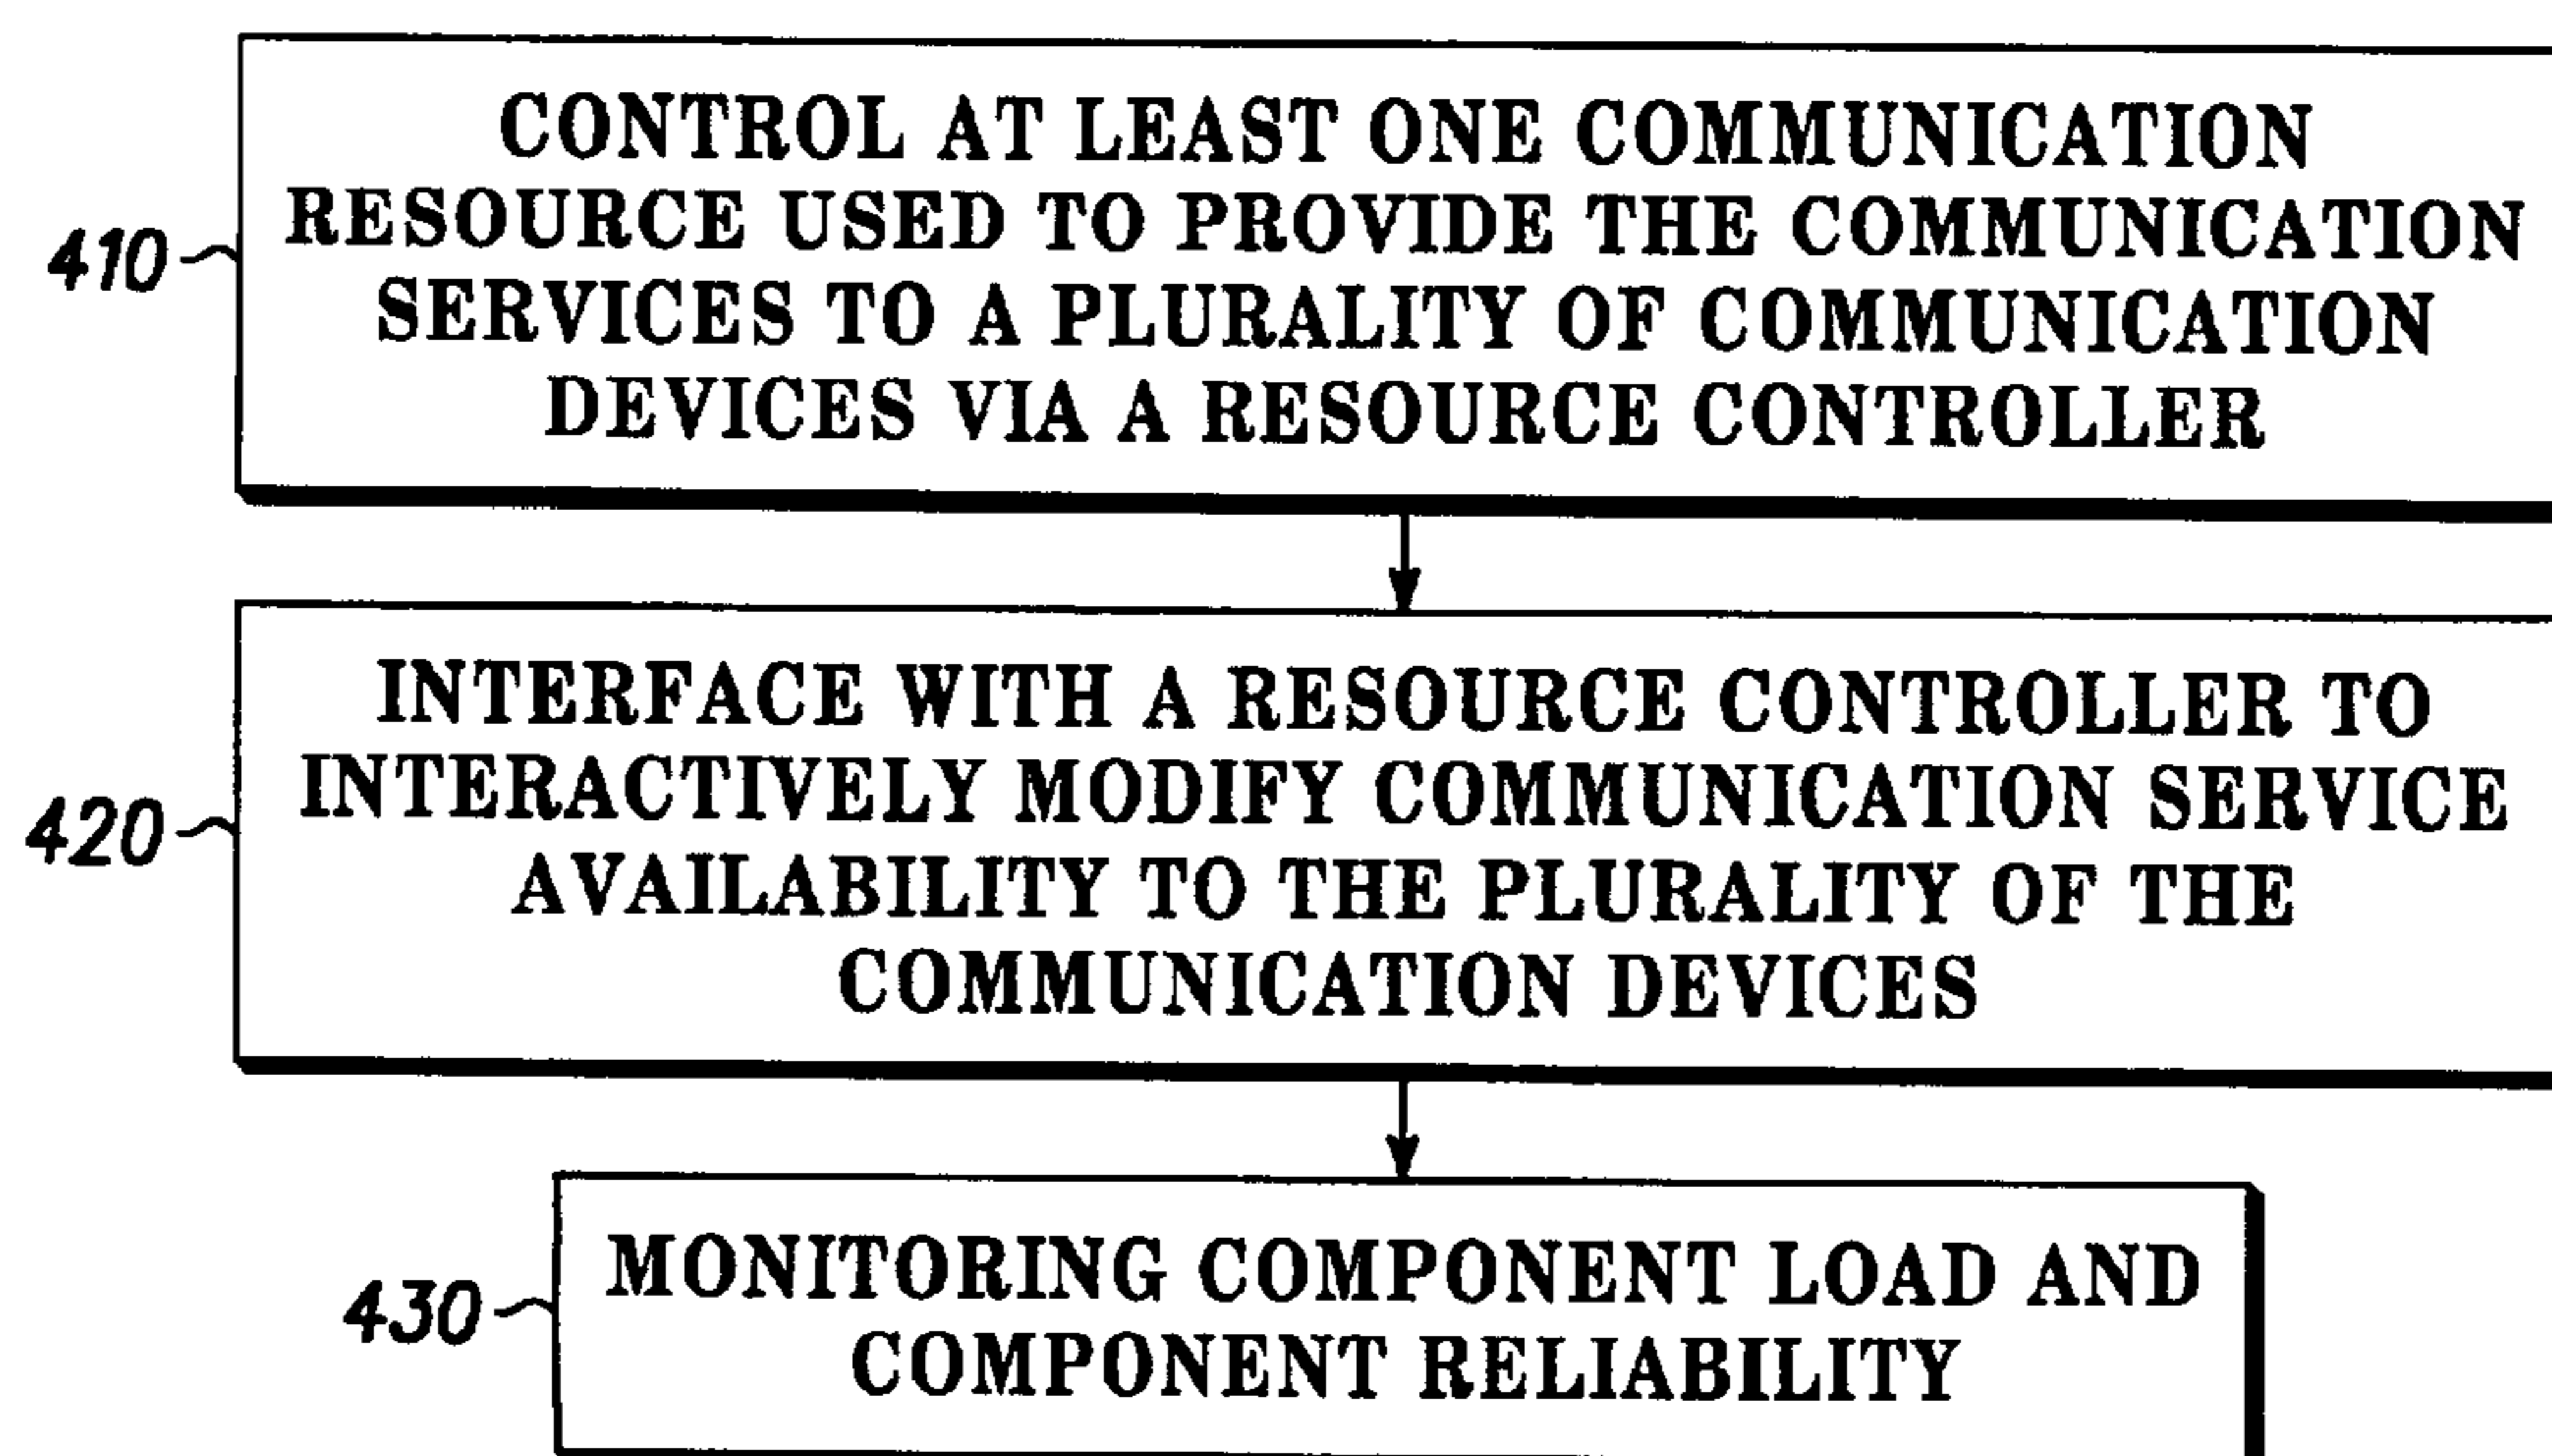 CONTROL AT LEAST ONE COMMUNICATION
RESOURCE USED TO PROVIDE THE COMMUNICATION
SERVICES TO A PLURALITY OF COMMUNICATION
DEVICES VIA A RESOURCE CONTROLLER
410
INTERFACE WITH A RESOURCE CONTROLLER TO
INTERACTIVELY MODIFY COMMUNICATION SERVICE
AVAILABILITY TO THE PLURALITY OF THE
COMMUNICATION DEVICES
420
MONITORING COMPONENT LOAD AND
COMPONENT RELIABILITY
430